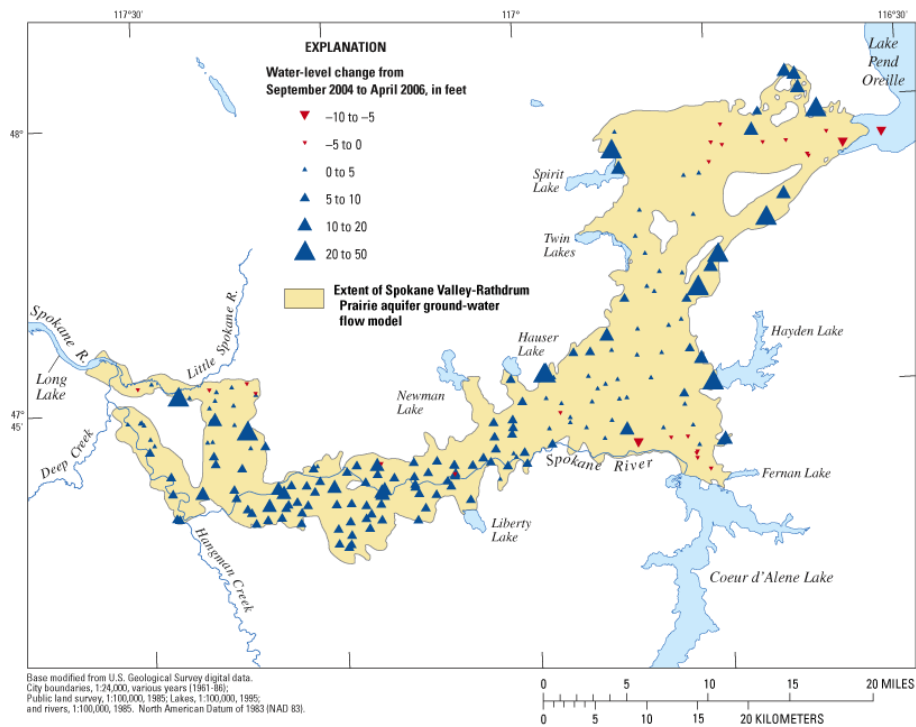 117°30'
117°
116°30'
EXPLANATION
Water-level change from
September 2004 to April 2006, in feet
–10 to –5
–5 to 0
0 to 5
5 to 10
10 to 20
20 to 50
Extent of Spokane Valley-Rathdrum
Prairie aquifer ground-water
flow model
Lake
Pend
Oreille
48°
Spirit
Lake
Twin
Lakes
Spokane R.
Little Spokane R.
Long
Lake
Hauser
Lake
Hayden Lake
Newman
Lake
47°
45'
Deep Creek
Spokane River
Fernan Lake
Liberty
Lake
Hangman Creek
Coeur d'Alene Lake
Base modified from U.S. Geological Survey digital data.
City boundaries, 1:24,000, various years (1961-86);
Public land survey, 1:100,000, 1985; Lakes, 1:100,000, 1995;
and rivers, 1:100,000, 1985. North American Datum of 1983 (NAD 83).
0 5 10 15 20 MILES
0 5 10 15 20 KILOMETERS